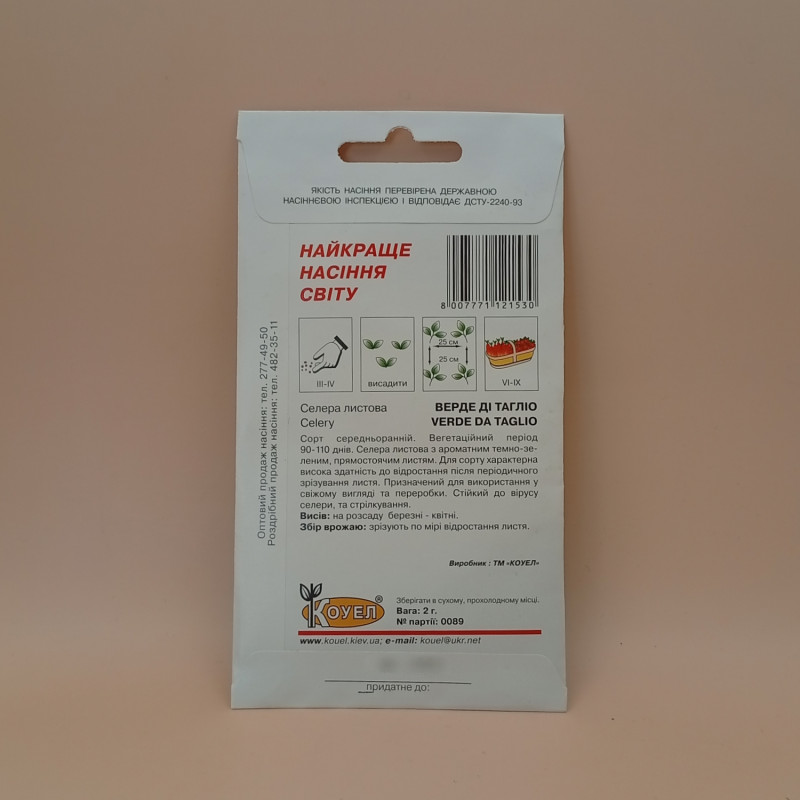 ЯКІСТЬ НАСІННЯ ПЕРЕВІРЕНА ДЕРЖАВНОЮ
НАСІННЄВОЮ ІНСПЕКЦІЄЮ І ВІДПОВІДАЄ ДСТУ-2240-93
НАЙКРАЩЕ
НАСІННЯ
СВІТУ
8 007771 121530
Оптовий продаж насіння: тел. 277-49-50
Роздрібний продаж насіння: тел. 482-35-11
III-IV
висадити
25 см
25 см
VI-IX
Селера листова
Celery
ВЕРДЕ ДІ ТАГЛІО
VERDE DA TAGLIO
Сорт середньоранній. Вегетаційний період
90-110 днів. Селера листова з ароматним темно-зе-
леним, прямостоячим листям. Для сорту характерна
висока здатність до відростання після періодичного
зрізування листя. Призначений для використання у
свіжому вигляді та переробки. Стійкий до вірусу
селери, та стрілкування.
Висів: на розсаду березні - квітні.
Збір врожаю: зрізують по мірі відростання листя.
Виробник : ТМ «КОУЕЛ»
КОУЕЛ®
Зберігати в сухому, прохолодному місці.
Вага: 2 г.
№ партії: 0089
www.kouel.kiev.ua; e-mail: kouel@ukr.net
придатне до: